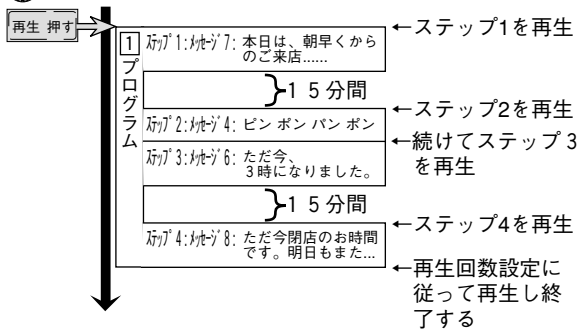 再生 押す
1 プログラム
ステップ1:メッセージ7: 本日は、朝早くから
のご来店……
←ステップ1を再生
15分間
ステップ2:メッセージ4: ピン ポン パン ポン
←ステップ2を再生
ステップ3:メッセージ6: ただ今、
3時になりました。
←続けてステップ3
を再生
15分間
ステップ4:メッセージ8: ただ今閉店のお時間
です。明日もまた…
←ステップ4を再生
←再生回数設定に
従って再生し終
了する